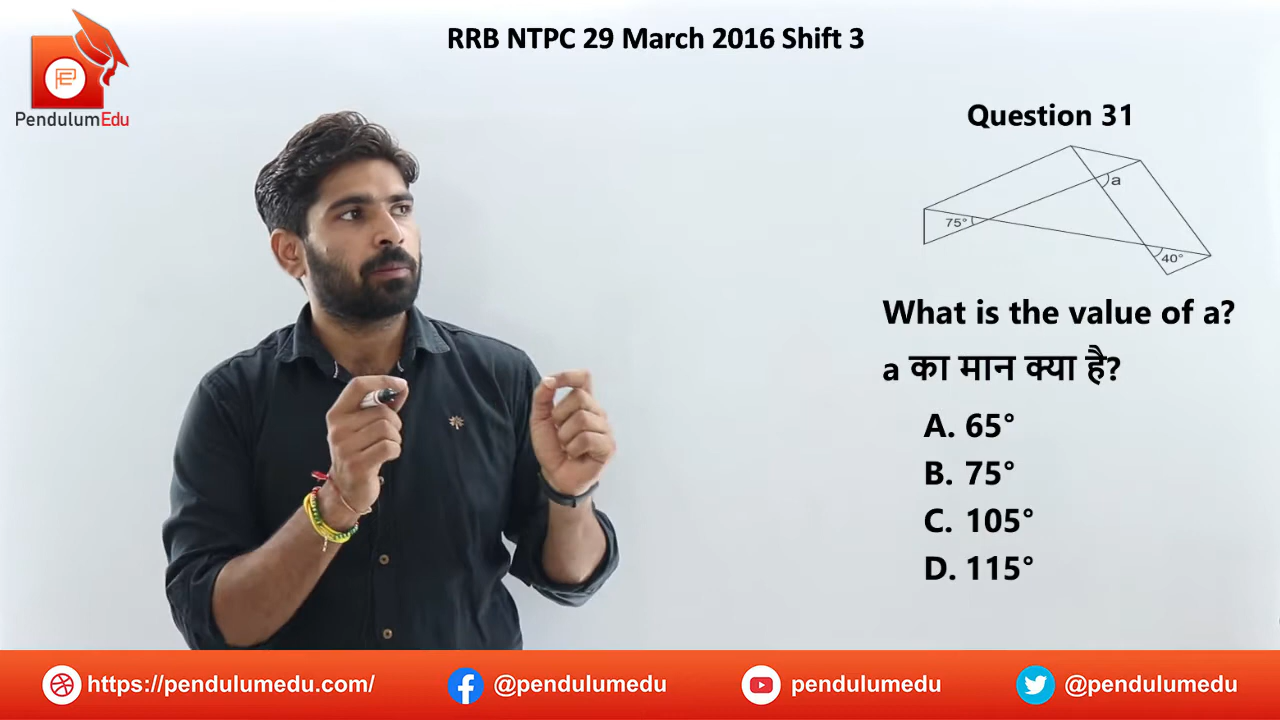 RRB NTPC 29 March 2016 Shift 3
PendulumEdu
Question 31
a
75°
40°
What is the value of a?
a का मान क्या है?
A. 65°
B. 75°
C. 105°
D. 115°
https://pendulumedu.com/
@pendulumedu
pendulumedu
@pendulumedu